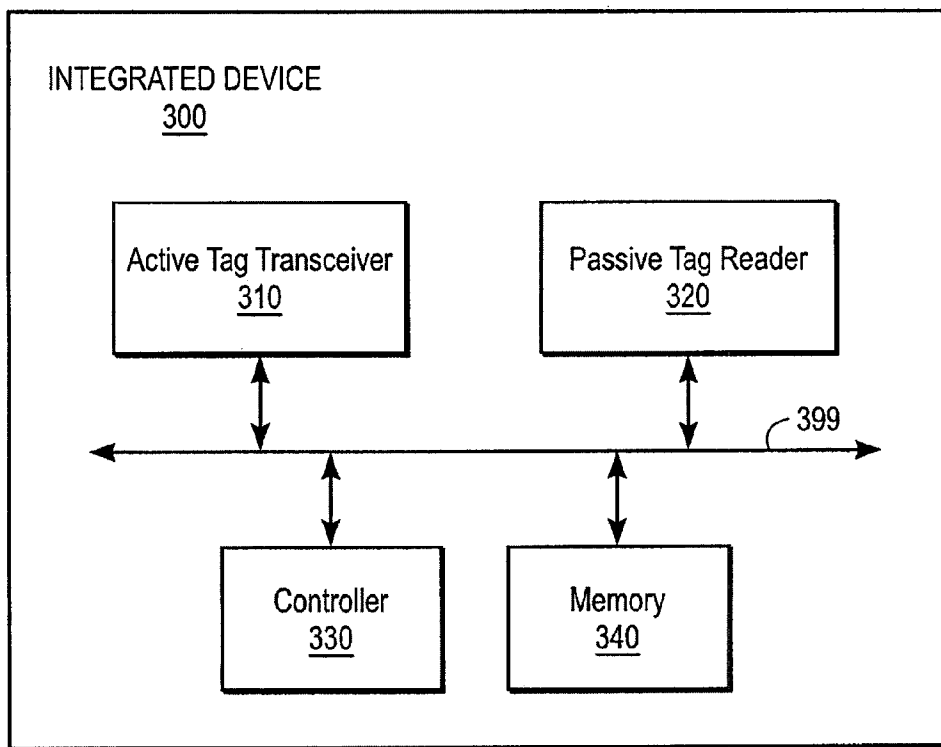 INTEGRATED DEVICE
300
Active Tag Transceiver
310
Passive Tag Reader
320
399
Controller
330
Memory
340